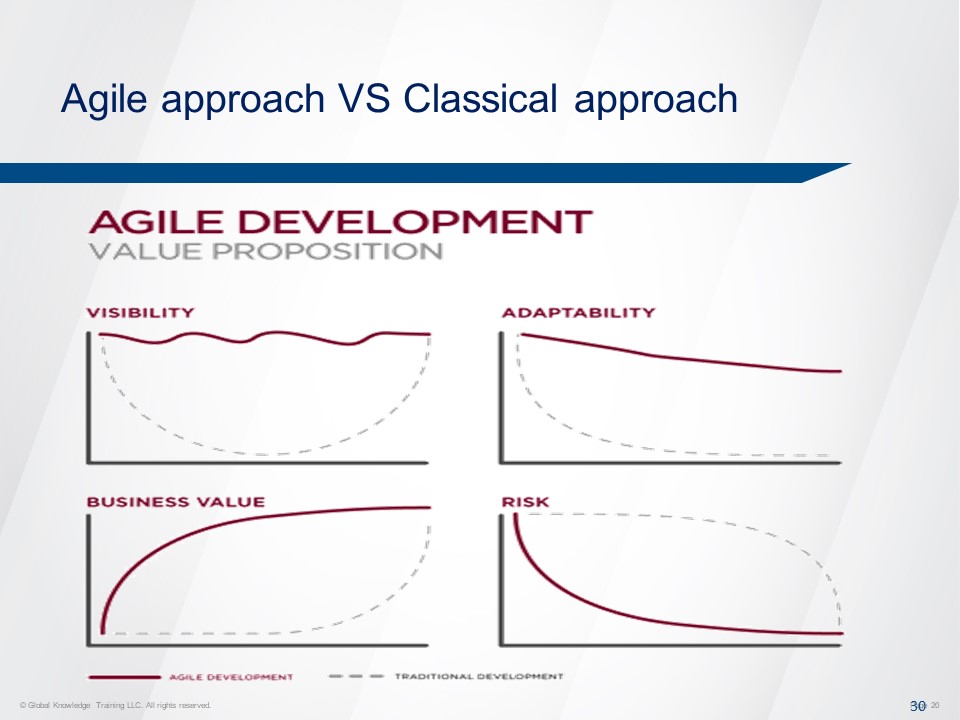 Agile approach VS Classical approach
AGILE DEVELOPMENT
VALUE PROPOSITION
VISIBILITY
ADAPTABILITY
BUSINESS VALUE
RISK
AGILE DEVELOPMENT
TRADITIONAL DEVELOPMENT
© Global Knowledge Training LLC. All rights reserved.
30
20